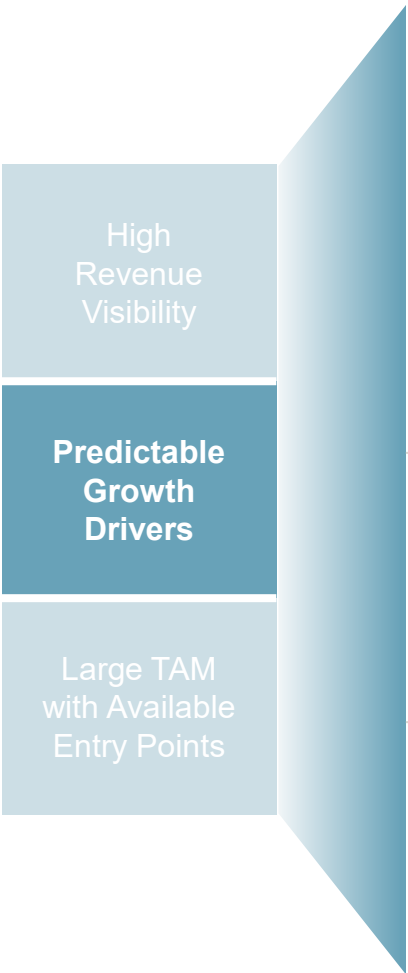 High
Revenue
Visibility
Predictable
Growth
Drivers
Large TAM
with Available
Entry Points